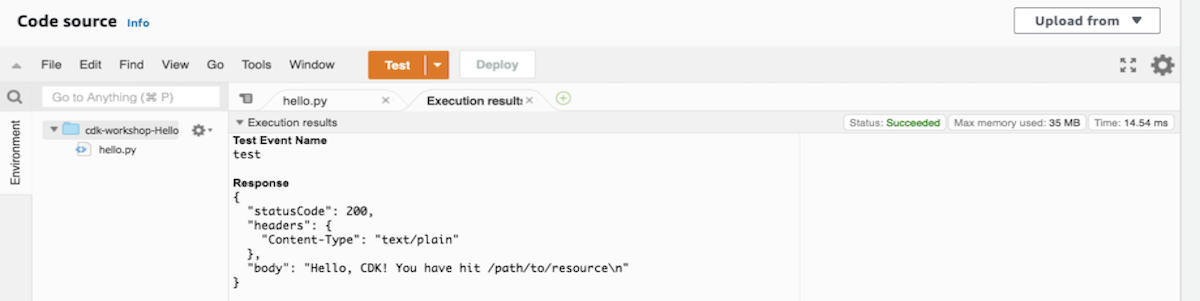 Code source Info
Upload from
File Edit Find View Go Tools Window Test Deploy
Go to Anything (⌘ P) hello.py Execution results
Environment
cdk-workshop-Hello
hello.py
Execution results Status: Succeeded Max memory used: 35 MB Time: 14.54 ms
Test Event Name
test
Response
{
  "statusCode": 200,
  "headers": {
    "Content-Type": "text/plain"
  },
  "body": "Hello, CDK! You have hit /path/to/resource\n"
}